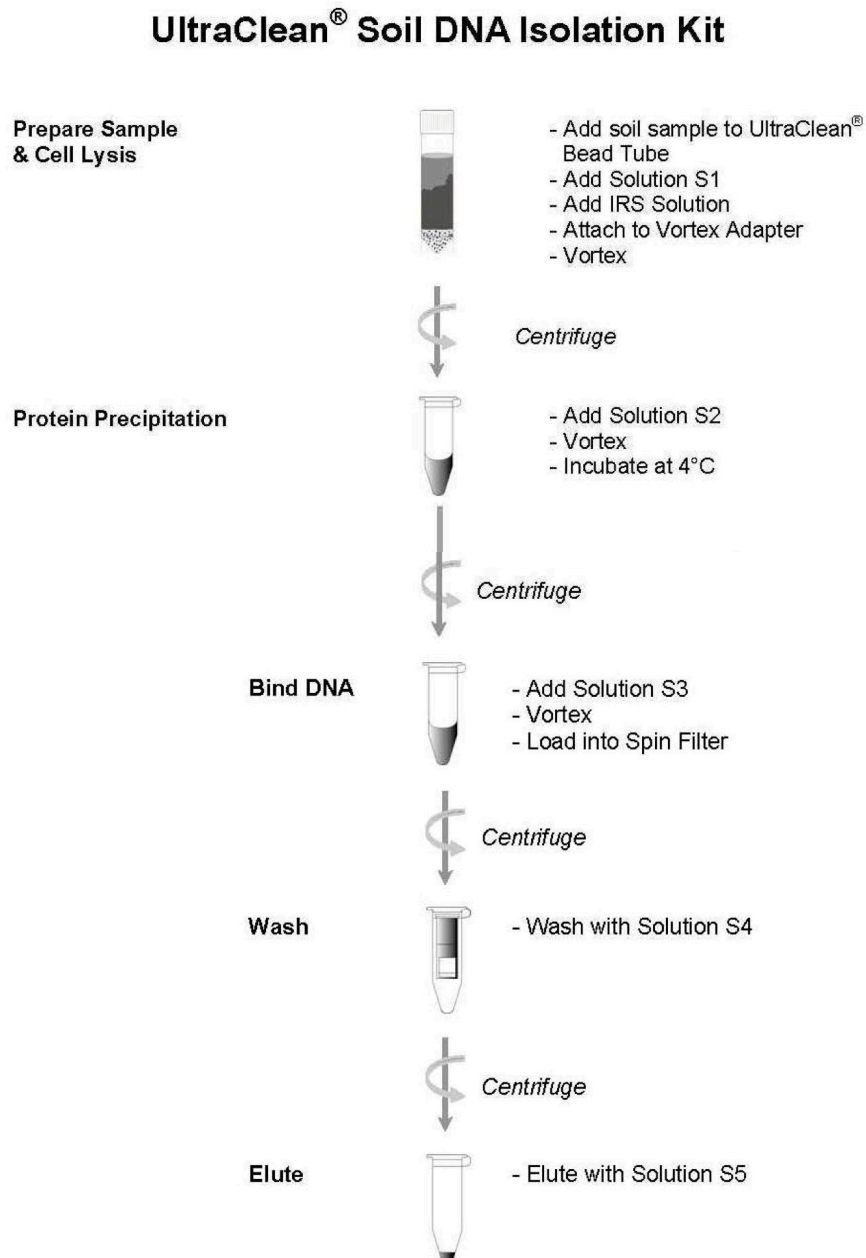 UltraClean® Soil DNA Isolation Kit
Prepare Sample
& Cell Lysis
- Add soil sample to UltraClean®
Bead Tube
- Add Solution S1
- Add IRS Solution
- Attach to Vortex Adapter
- Vortex
Centrifuge
Protein Precipitation
- Add Solution S2
- Vortex
- Incubate at 4°C
Centrifuge
Bind DNA
- Add Solution S3
- Vortex
- Load into Spin Filter
Centrifuge
Wash
- Wash with Solution S4
Centrifuge
Elute
- Elute with Solution S5